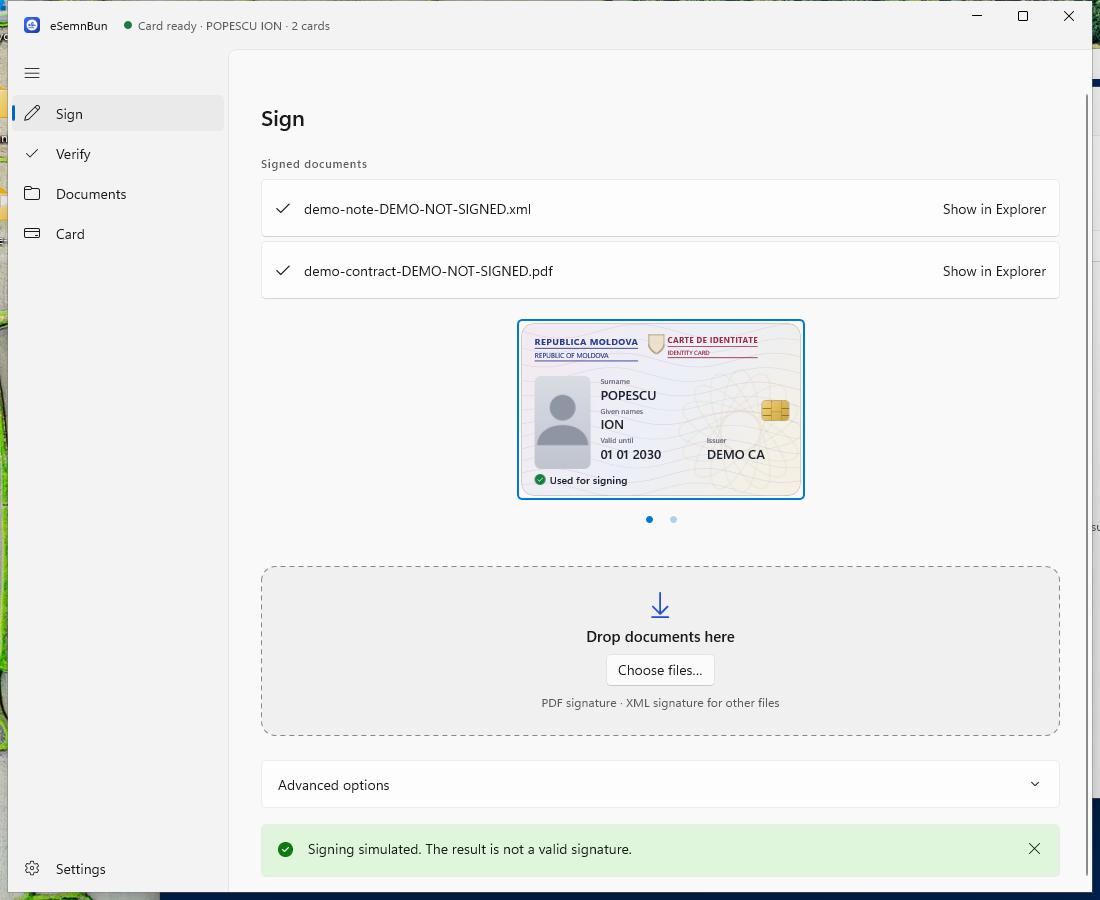 eSemnBun
Card ready · POPESCU ION · 2 cards
Sign
Verify
Documents
Card
Settings
Sign
Signed documents
demo-note-DEMO-NOT-SIGNED.xml
Show in Explorer
demo-contract-DEMO-NOT-SIGNED.pdf
Show in Explorer
REPUBLICA MOLDOVA
REPUBLIC OF MOLDOVA
CARTE DE IDENTITATE
IDENTITY CARD
Surname
POPESCU
Given names
ION
Valid until
01 01 2030
Issuer
DEMO CA
Used for signing
Drop documents here
Choose files...
PDF signature · XML signature for other files
Advanced options
Signing simulated. The result is not a valid signature.